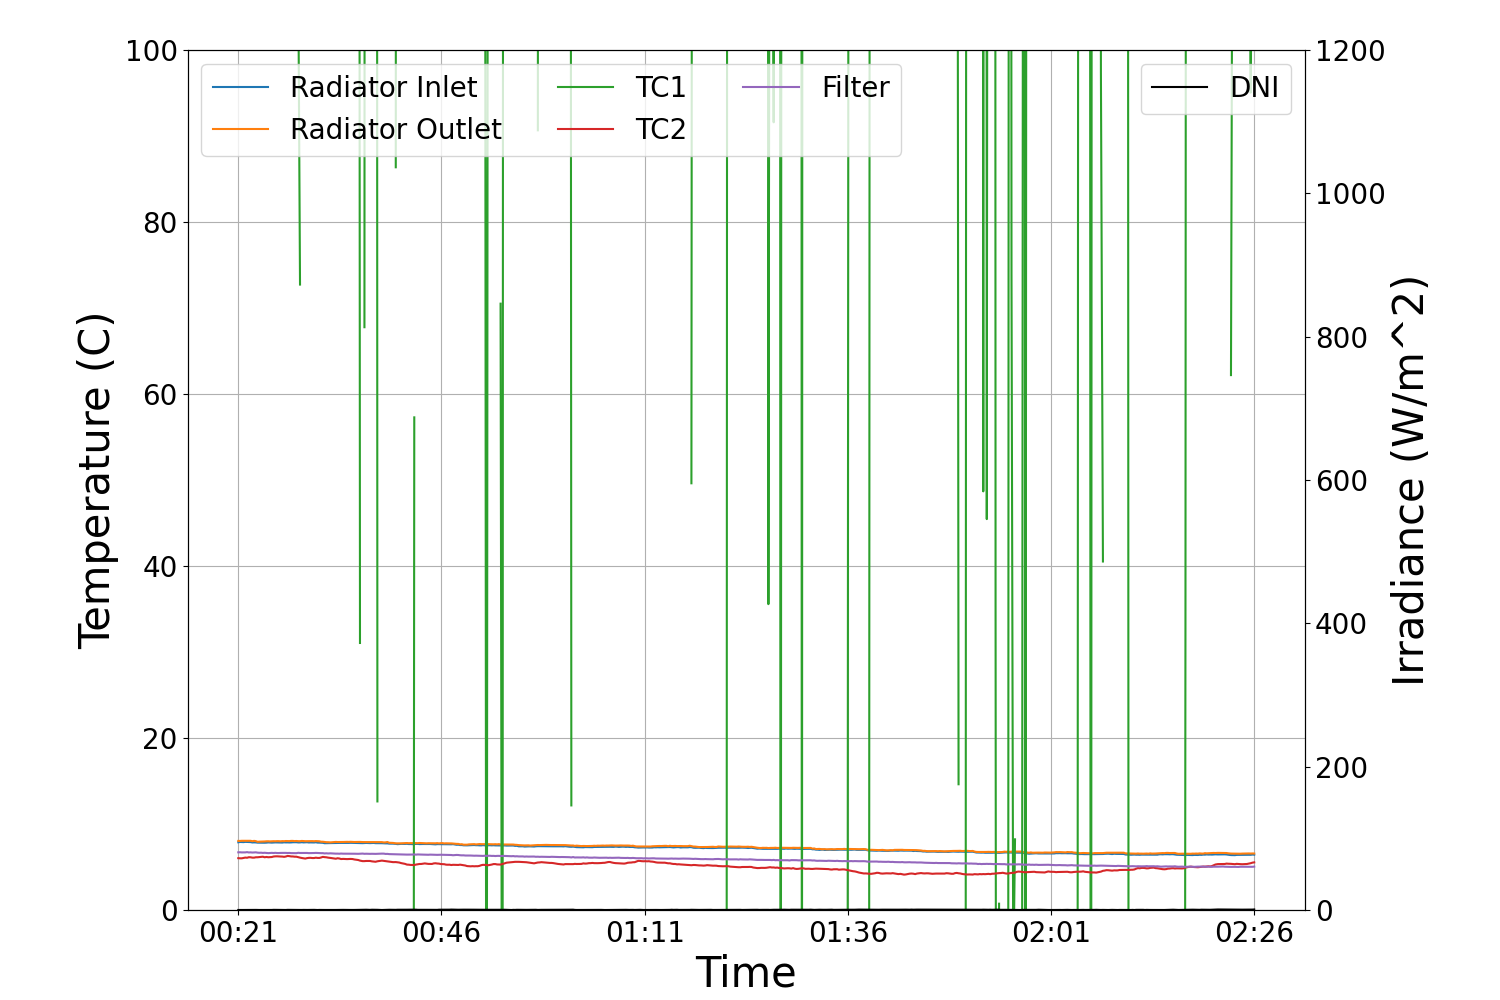 100
80
60
40
20
0
Temperature (C)
Radiator Inlet
Radiator Outlet
TC1
TC2
Filter
DNI
1200
1000
800
600
400
200
0
Irradiance (W/m^2)
00:21 00:46 01:11 01:36 02:01 02:26
Time